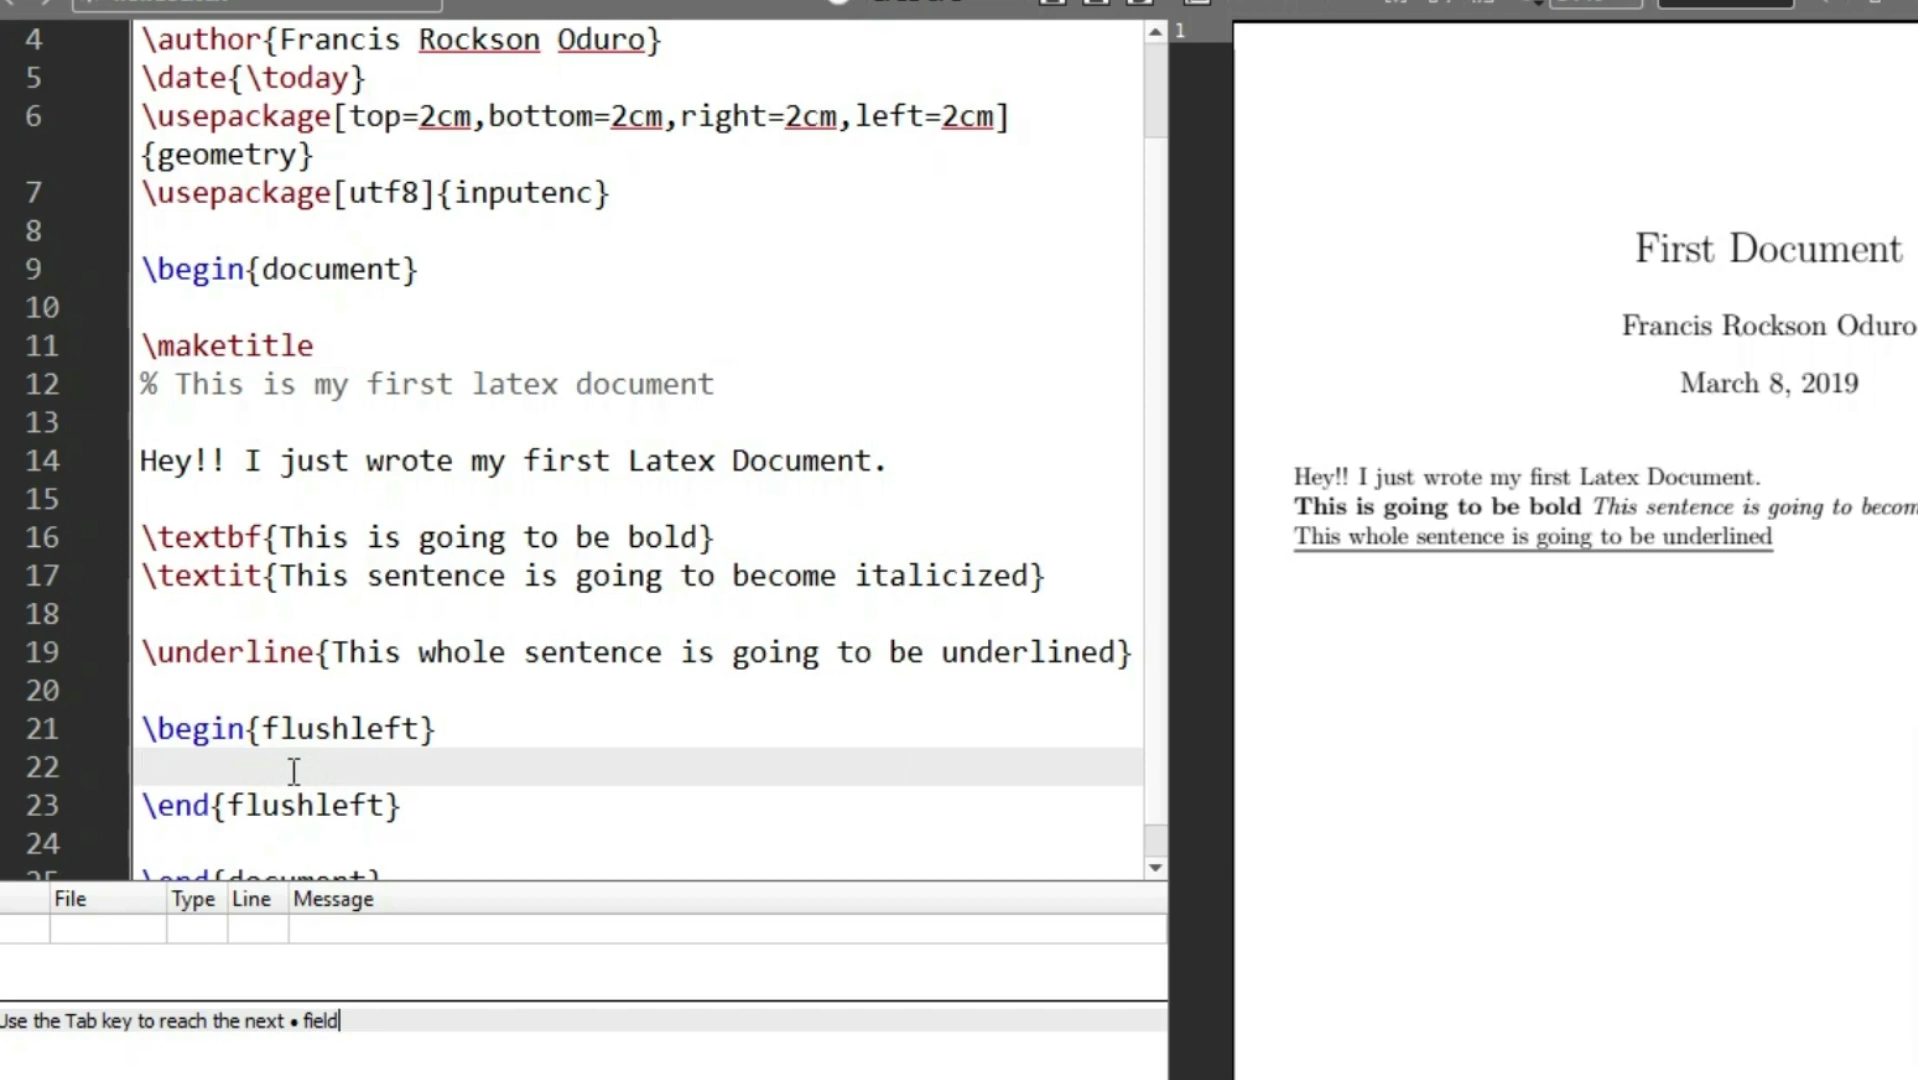 4 \author{Francis Rockson Oduro}
5 \date{\today}
6 \usepackage[top=2cm,bottom=2cm,right=2cm,left=2cm]
{geometry}
7 \usepackage[utf8]{inputenc}
8
9 \begin{document}
10
11 \maketitle
12 % This is my first latex document
13
14 Hey!! I just wrote my first Latex Document.
15
16 \textbf{This is going to be bold}
17 \textit{This sentence is going to become italicized}
18
19 \underline{This whole sentence is going to be underlined}
20
21 \begin{flushleft}
22
23 \end{flushleft}
24
25 \end{document}
File Type Line Message
Use the Tab key to reach the next • field
1
First Document
Francis Rockson Oduro
March 8, 2019
Hey!! I just wrote my first Latex Document.
This is going to be bold This sentence is going to becom
This whole sentence is going to be underlined